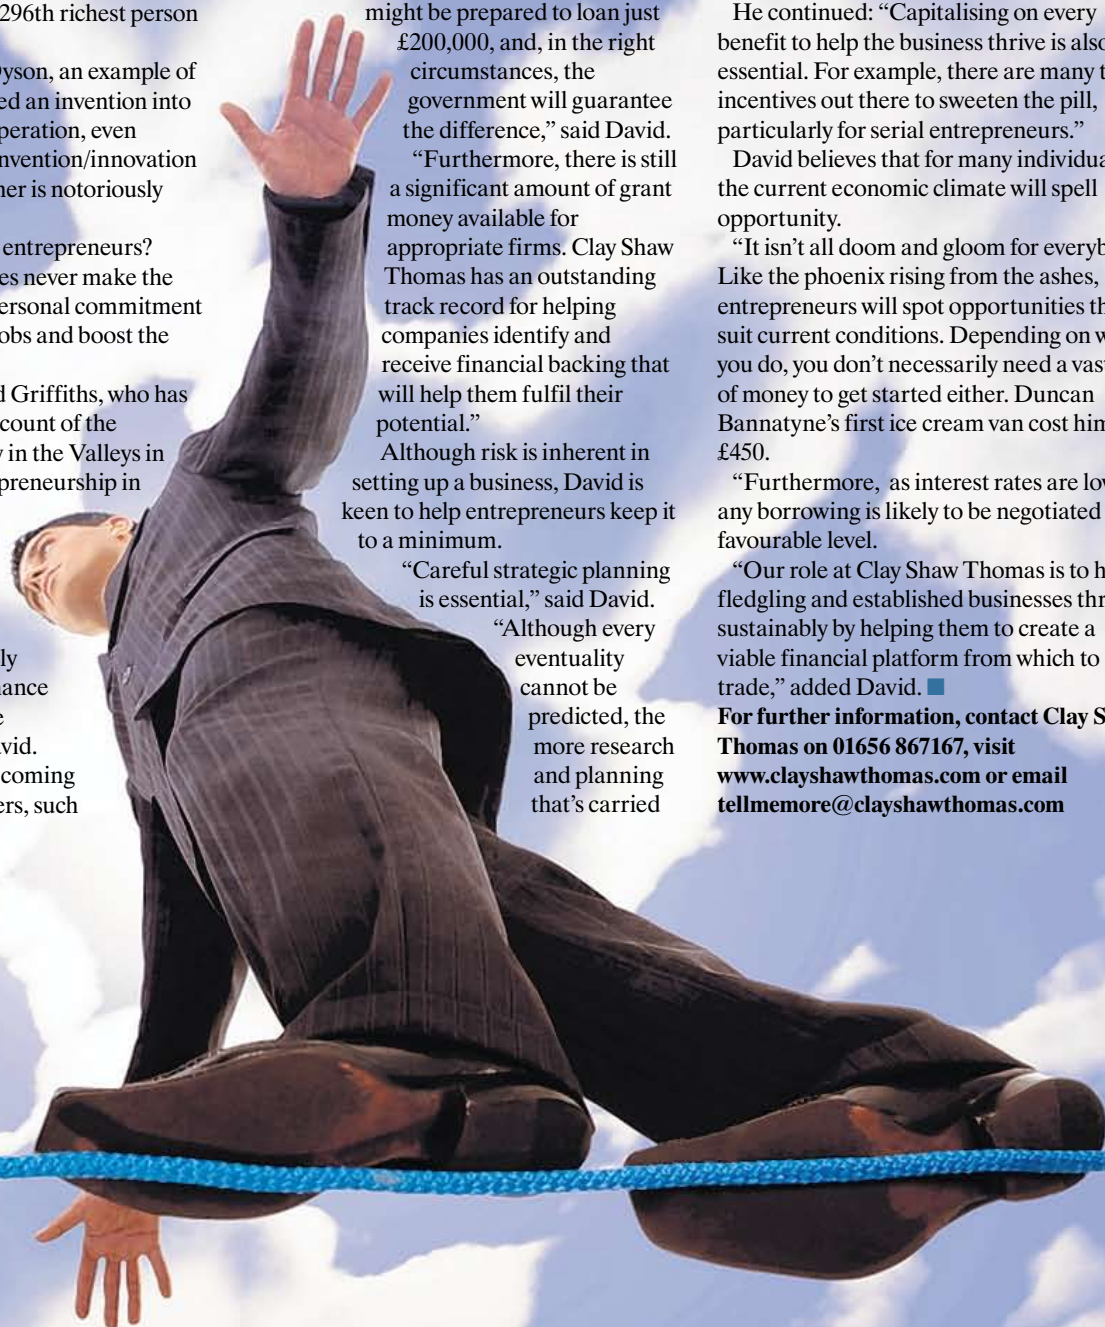 296th richest person
yson, an example of
ed an invention into
peration, even
nvention/innovation
ner is notoriously
entrepreneurs?
es never make the
ersonal commitment
obs and boost the
d Griffiths, who has
count of the
y in the Valleys in
preneurship in
ly
nance
e
vid.
coming
ers, such
might be prepared to loan just
£200,000, and, in the right
circumstances, the
government will guarantee
the difference,” said David.
“Furthermore, there is still
a significant amount of grant
money available for
appropriate firms. Clay Shaw
Thomas has an outstanding
track record for helping
companies identify and
receive financial backing that
will help them fulfil their
potential.”
Although risk is inherent in
setting up a business, David is
keen to help entrepreneurs keep it
to a minimum.
“Careful strategic planning
is essential,” said David.
“Although every
eventuality
cannot be
predicted, the
more research
and planning
that’s carried
He continued: “Capitalising on every
benefit to help the business thrive is also
essential. For example, there are many t
incentives out there to sweeten the pill,
particularly for serial entrepreneurs.”
David believes that for many individua
the current economic climate will spell
opportunity.
“It isn’t all doom and gloom for everyb
Like the phoenix rising from the ashes,
entrepreneurs will spot opportunities th
suit current conditions. Depending on w
you do, you don’t necessarily need a vas
of money to get started either. Duncan
Bannatyne’s first ice cream van cost him
£450.
“Furthermore, as interest rates are low
any borrowing is likely to be negotiated
favourable level.
“Our role at Clay Shaw Thomas is to h
fledgling and established businesses thr
sustainably by helping them to create a
viable financial platform from which to
trade,” added David.
For further information, contact Clay S
Thomas on 01656 867167, visit
www.clayshawthomas.com or email
tellmemore@clayshawthomas.com